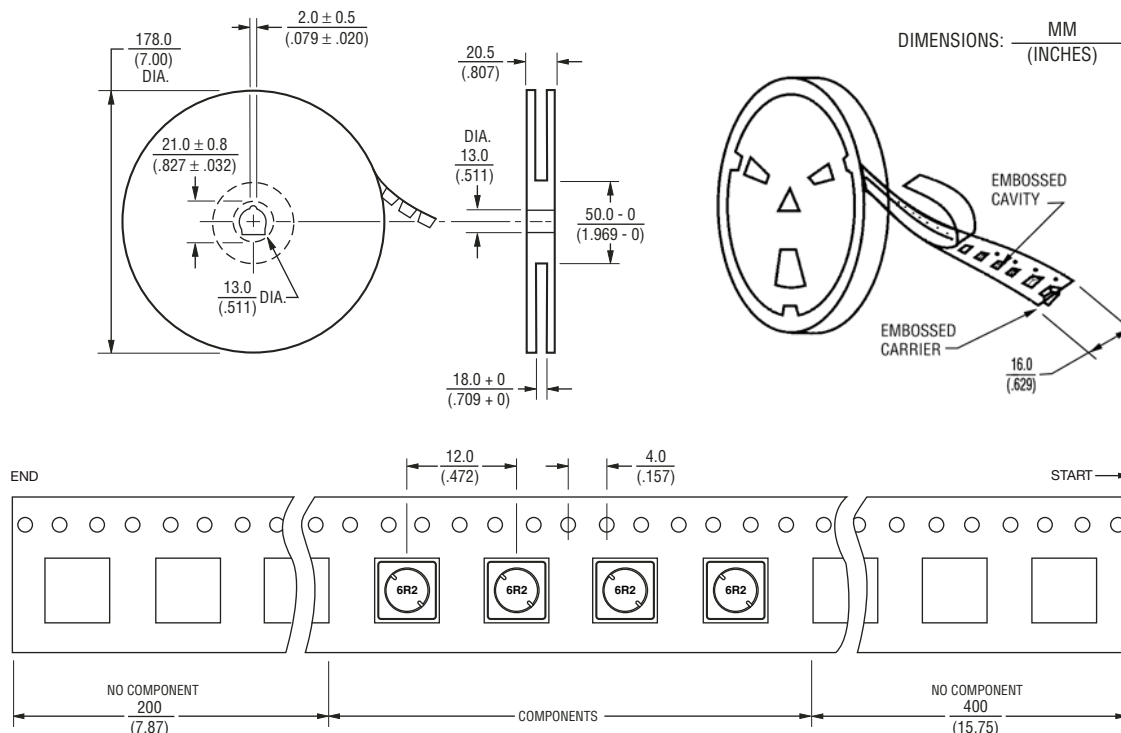 2.0 ± 0.5
(.079 ± .020)
178.0
(7.00)
DIA.
20.5
(.807)
DIMENSIONS: MM
(INCHES)
21.0 ± 0.8
(.827 ± .032)
DIA.
13.0
(.511)
50.0 - 0
(1.969 - 0)
EMBOSSED
CAVITY
13.0
(.511)
DIA.
EMBOSSED
CARRIER
16.0
(.629)
18.0 + 0
(.709 + 0)
12.0
(.472)
4.0
(.157)
END
START
6R2
6R2
6R2
6R2
NO COMPONENT
200
(7.87)
COMPONENTS
NO COMPONENT
400
(15.75)